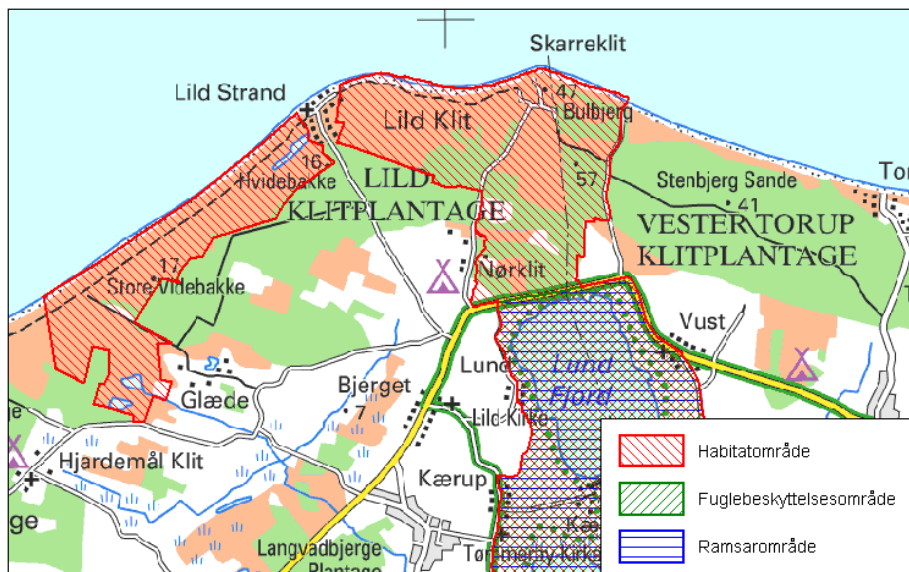 Skarreklit
Lild Strand
47
Bulbjerg
Lild Klit
16
Hvidebakke
57
LILD
KLITPLANTAGE
Stenbjerg Sande
41
VESTER TORUP
KLITPLANTAGE
Nørklit
17
Store Videbakke
Vust
Lund
Lund
Fjord
Bjerget
7
Glæde
Lild Kirke
Hjardemål Klit
Kærup
Langvadbjerge
Plantage
Habitatområde
Fuglebeskyttelsesområde
Ramsarområde